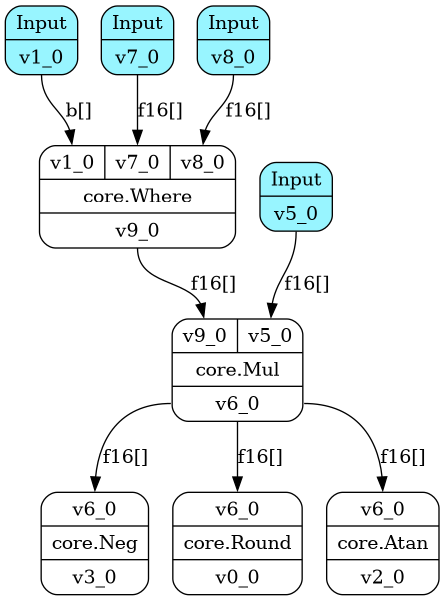 Input
v1_0
Input
v7_0
Input
v8_0
b[]
f16[]
f16[]
v1_0 v7_0 v8_0
core.Where
v9_0
Input
v5_0
f16[]
f16[]
v9_0 v5_0
core.Mul
v6_0
f16[]
f16[]
f16[]
v6_0
core.Neg
v3_0
v6_0
core.Round
v0_0
v6_0
core.Atan
v2_0